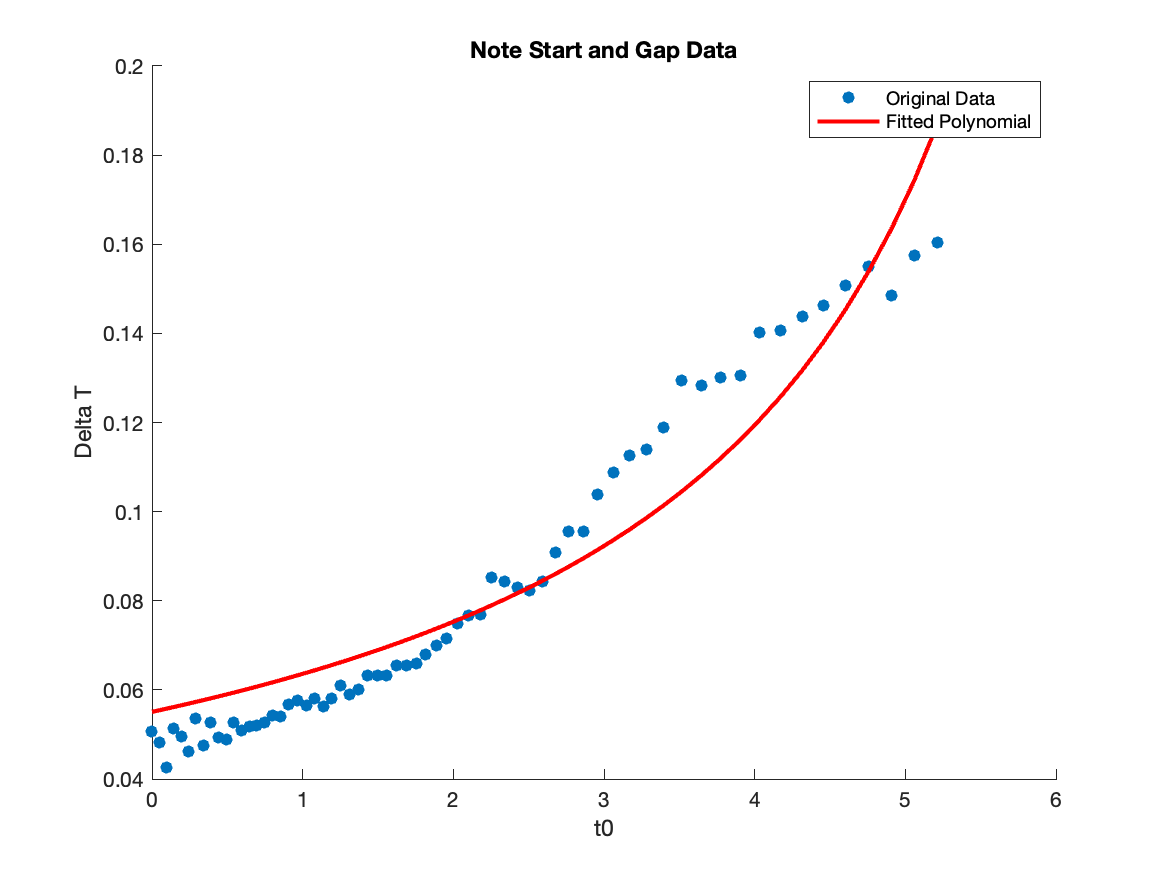 Note Start and Gap Data
Original Data
Fitted Polynomial
Delta T
0.2
0.18
0.16
0.14
0.12
0.1
0.08
0.06
0.04
0 1 2 3 4 5 6
t0